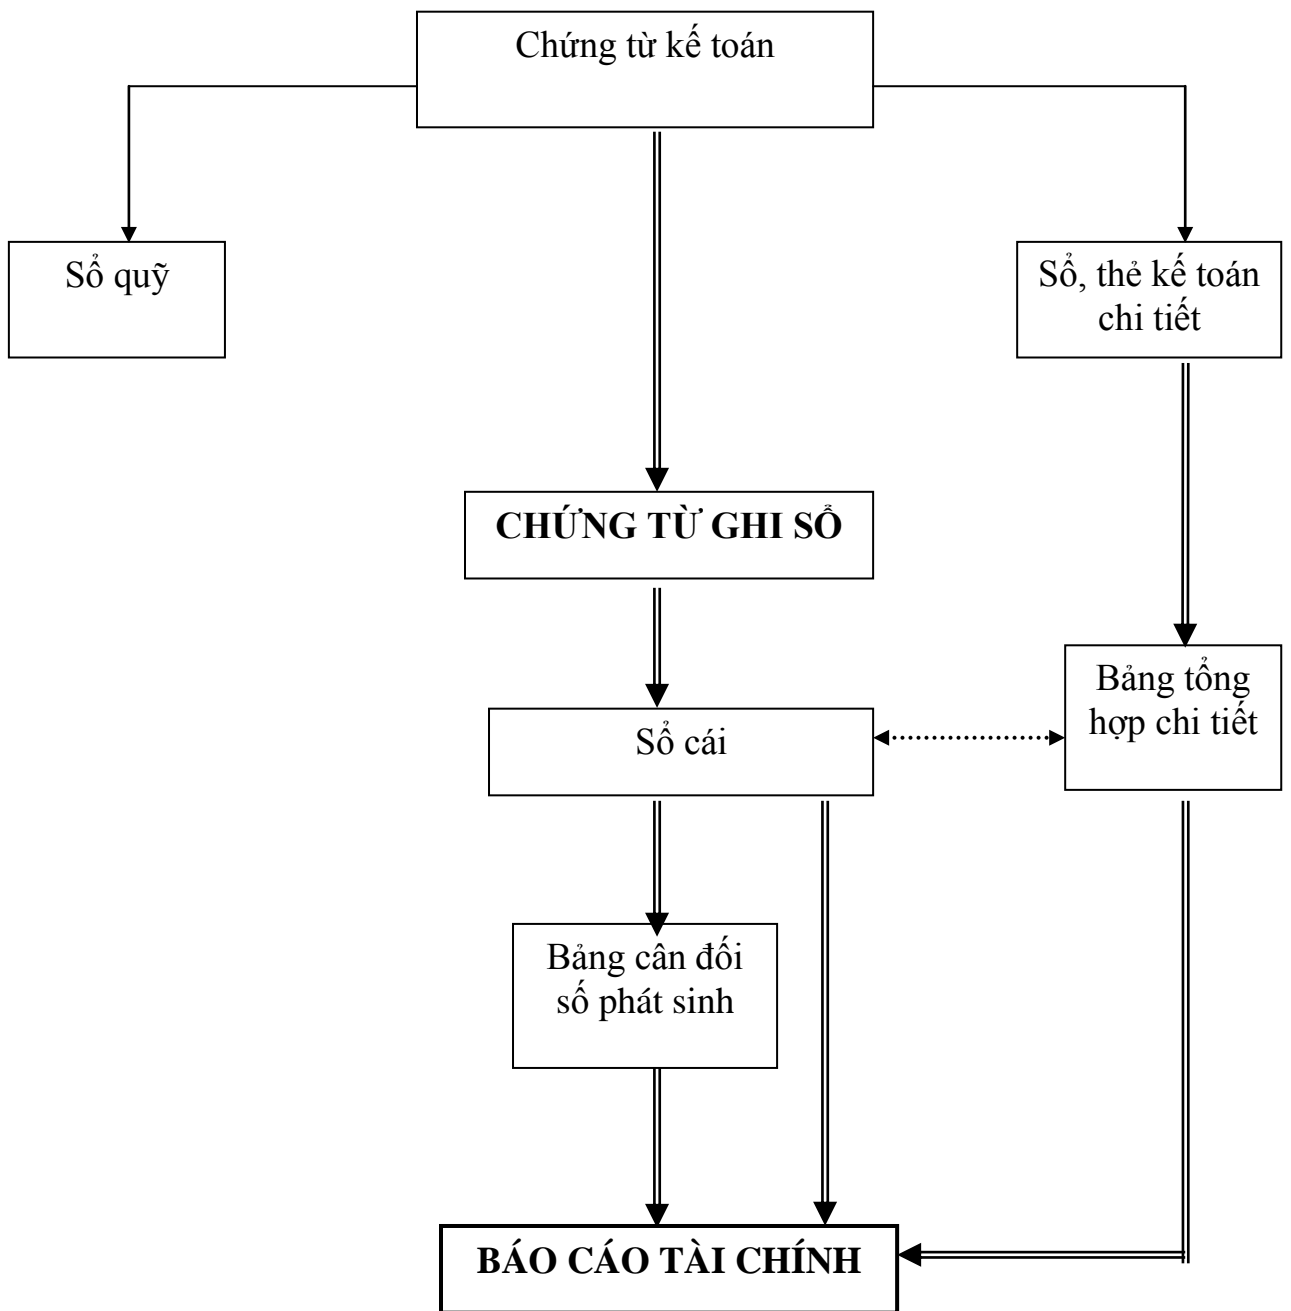 Chứng từ kế toán
Sổ quỹ
Sổ, thẻ kế toán
chi tiết
CHỨNG TỪ GHI SỔ
Bảng tổng
hợp chi tiết
Sổ cái
Bảng cân đối
số phát sinh
BÁO CÁO TÀI CHÍNH